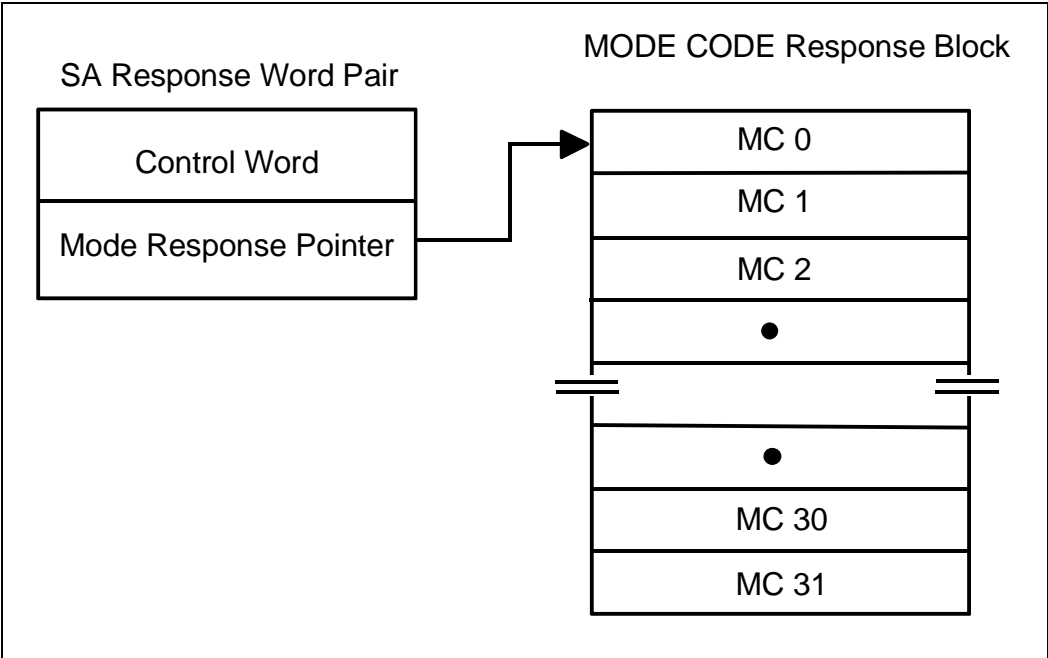 SA Response Word Pair
Control Word
Mode Response Pointer
MODE CODE Response Block
MC 0
MC 1
MC 2
MC 30
MC 31